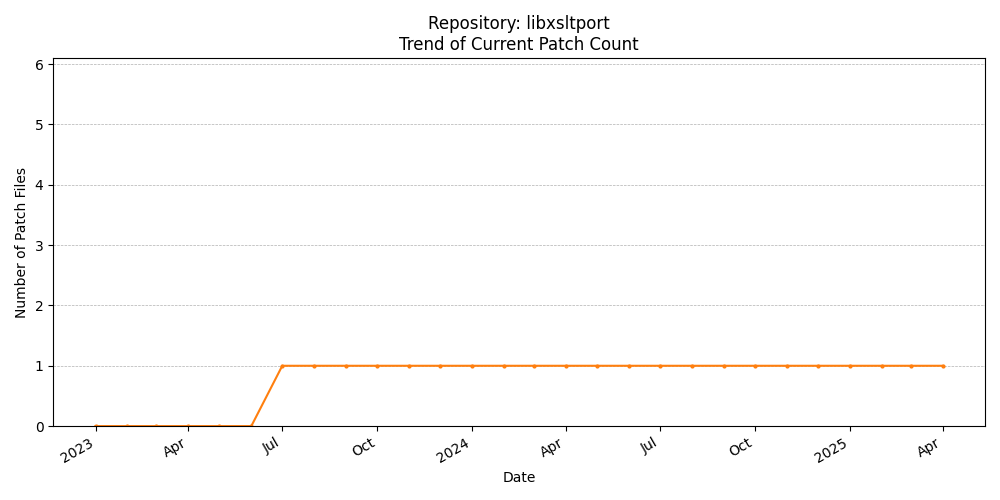 Repository: libxsltport
Trend of Current Patch Count
Number of Patch Files
6
5
4
3
2
1
0
2023
Apr
Jul
Oct
2024
Apr
Jul
Oct
2025
Apr
Date